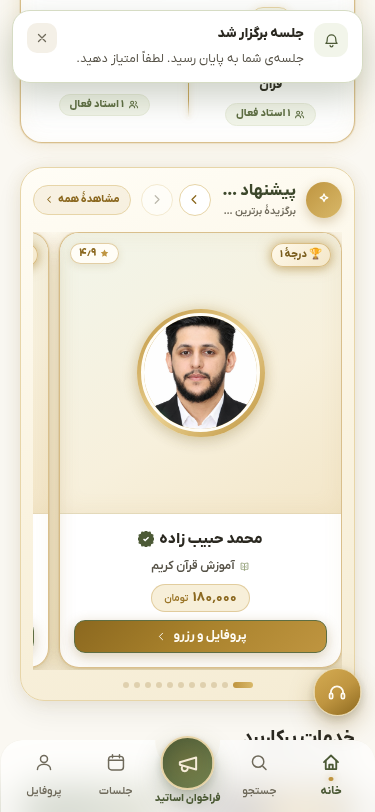 جلسه برگزار شد
جلسه‌ی شما به پایان رسید. لطفاً امتیاز دهید.
قرآن
۱ استاد فعال
۱ استاد فعال
پیشنهاد ...
برگزیدهٔ برترین ...
مشاهدهٔ همه
درجهٔ ۱
۴٫۹
محمد حبیب زاده
آموزش قرآن کریم
۱۸۰٬۰۰۰ تومان
پروفایل و رزرو
خدمات پرکاربرد
خانه
جستجو
فراخوان اساتید
جلسات
پروفایل